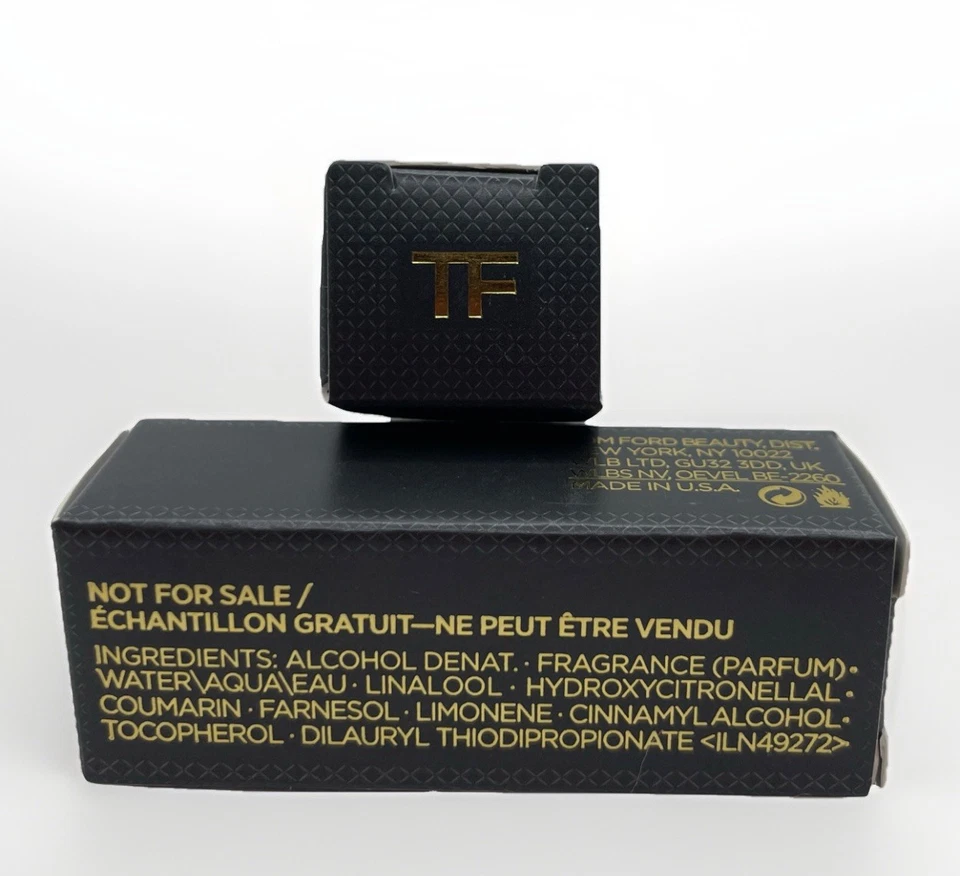 TF
FORD BEAUTY, DIST.
YORK, NY 10022
LTD, GU32 3DD, UK
NV, OEVEL BE-2260
MADE IN U.S.A.
NOT FOR SALE /
ÉCHANTILLON GRATUIT—NE PEUT ÊTRE VENDU
INGREDIENTS: ALCOHOL DENAT. · FRAGRANCE (PARFUM) ·
WATER\AQUA\EAU · LINALOOL · HYDROXYCITRONELLAL ·
COUMARIN · FARNESOL · LIMONENE · CINNAMYL ALCOHOL ·
TOCOPHEROL · DILAURYL THIODIPROPIONATE <ILN49272>